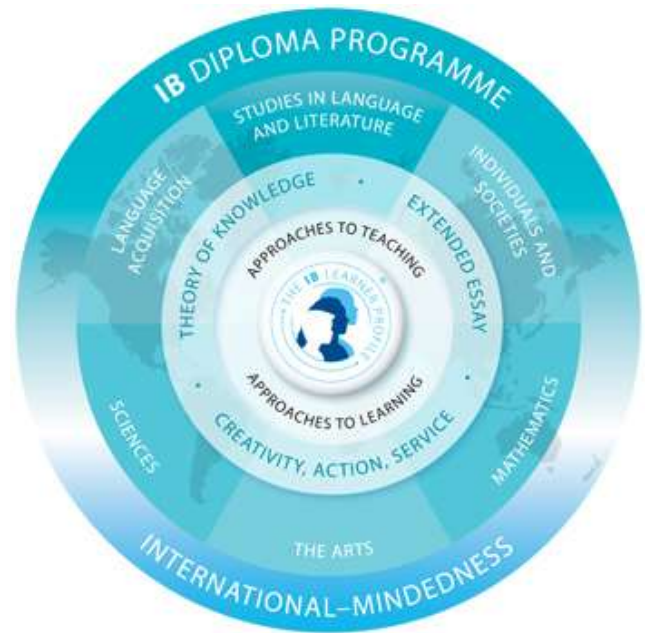 IB DIPLOMA PROGRAMME
STUDIES IN LANGUAGE
AND LITERATURE
LANGUAGE
ACQUISITION
INDIVIDUALS AND
SOCIETIES
THEORY OF KNOWLEDGE
EXTENDED ESSAY
APPROACHES TO TEACHING
THE IB LEARNER PROFILE
APPROACHES TO LEARNING
CREATIVITY, ACTION, SERVICE
SCIENCES
MATHEMATICS
THE ARTS
INTERNATIONAL–MINDEDNESS